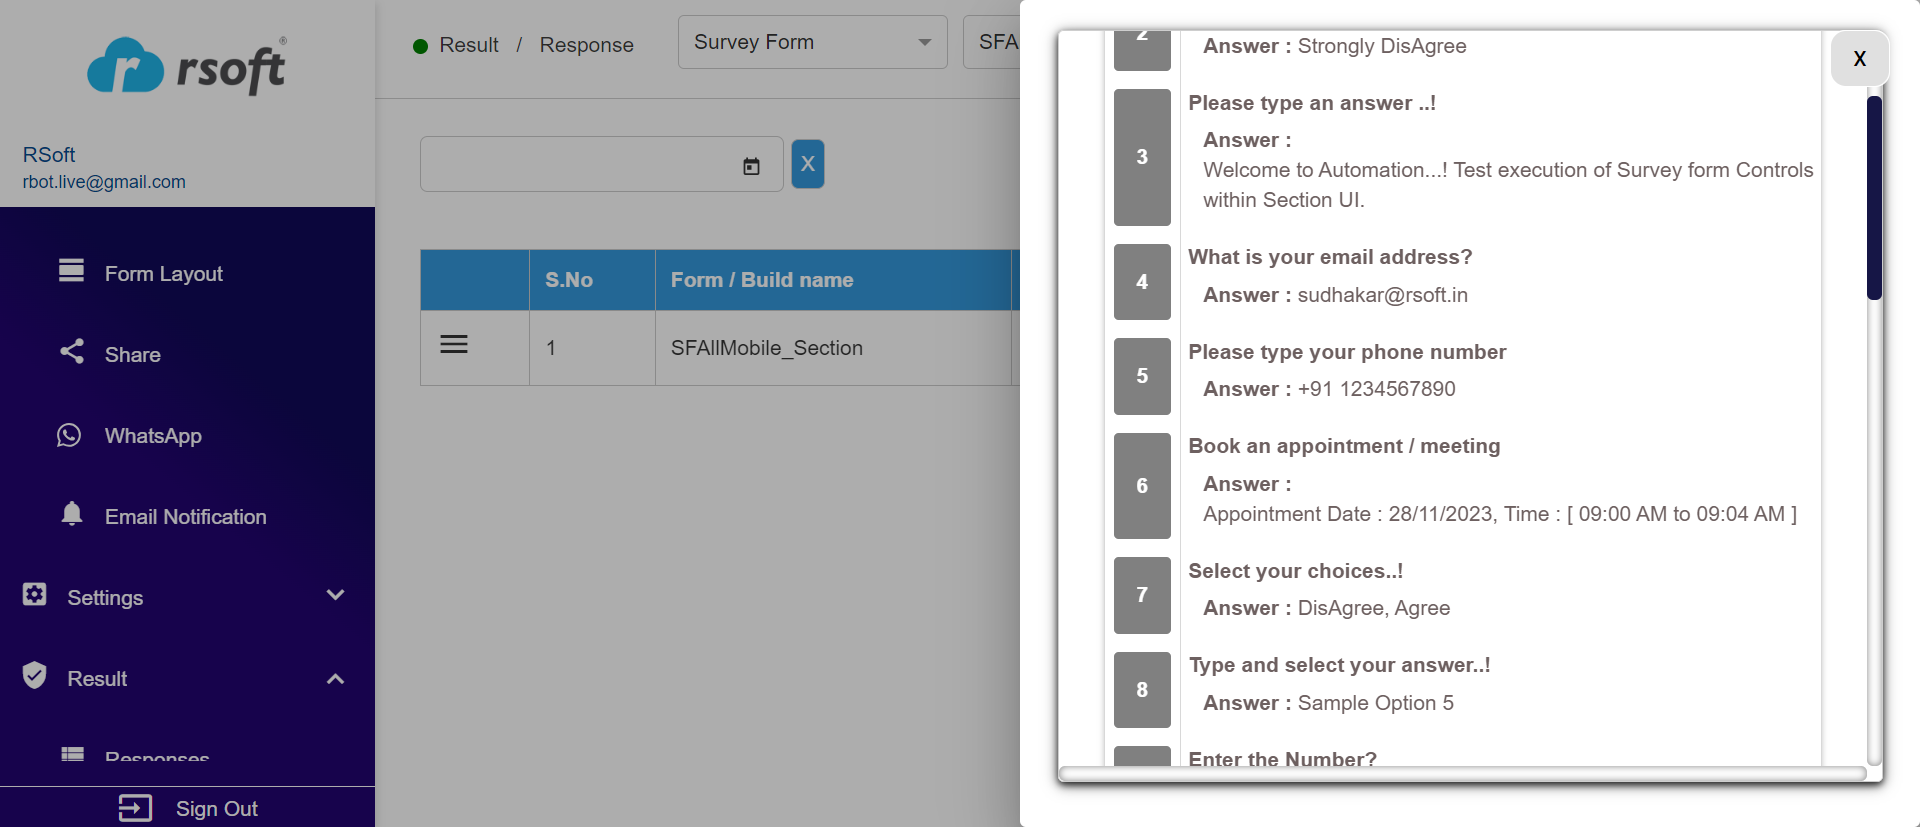 rsoft®
RSoft
rbot.live@gmail.com
Form Layout
Share
WhatsApp
Email Notification
Settings
Result
Responses
Sign Out
Result / Response
Survey Form
SFA
X
S.No
Form / Build name
1
SFAllMobile_Section
X
2
Answer : Strongly DisAgree
3
Please type an answer ..!
Answer :
Welcome to Automation...! Test execution of Survey form Controls
within Section UI.
4
What is your email address?
Answer : sudhakar@rsoft.in
5
Please type your phone number
Answer : +91 1234567890
6
Book an appointment / meeting
Answer :
Appointment Date : 28/11/2023, Time : [ 09:00 AM to 09:04 AM ]
7
Select your choices..!
Answer : DisAgree, Agree
8
Type and select your answer..!
Answer : Sample Option 5
Enter the Number?